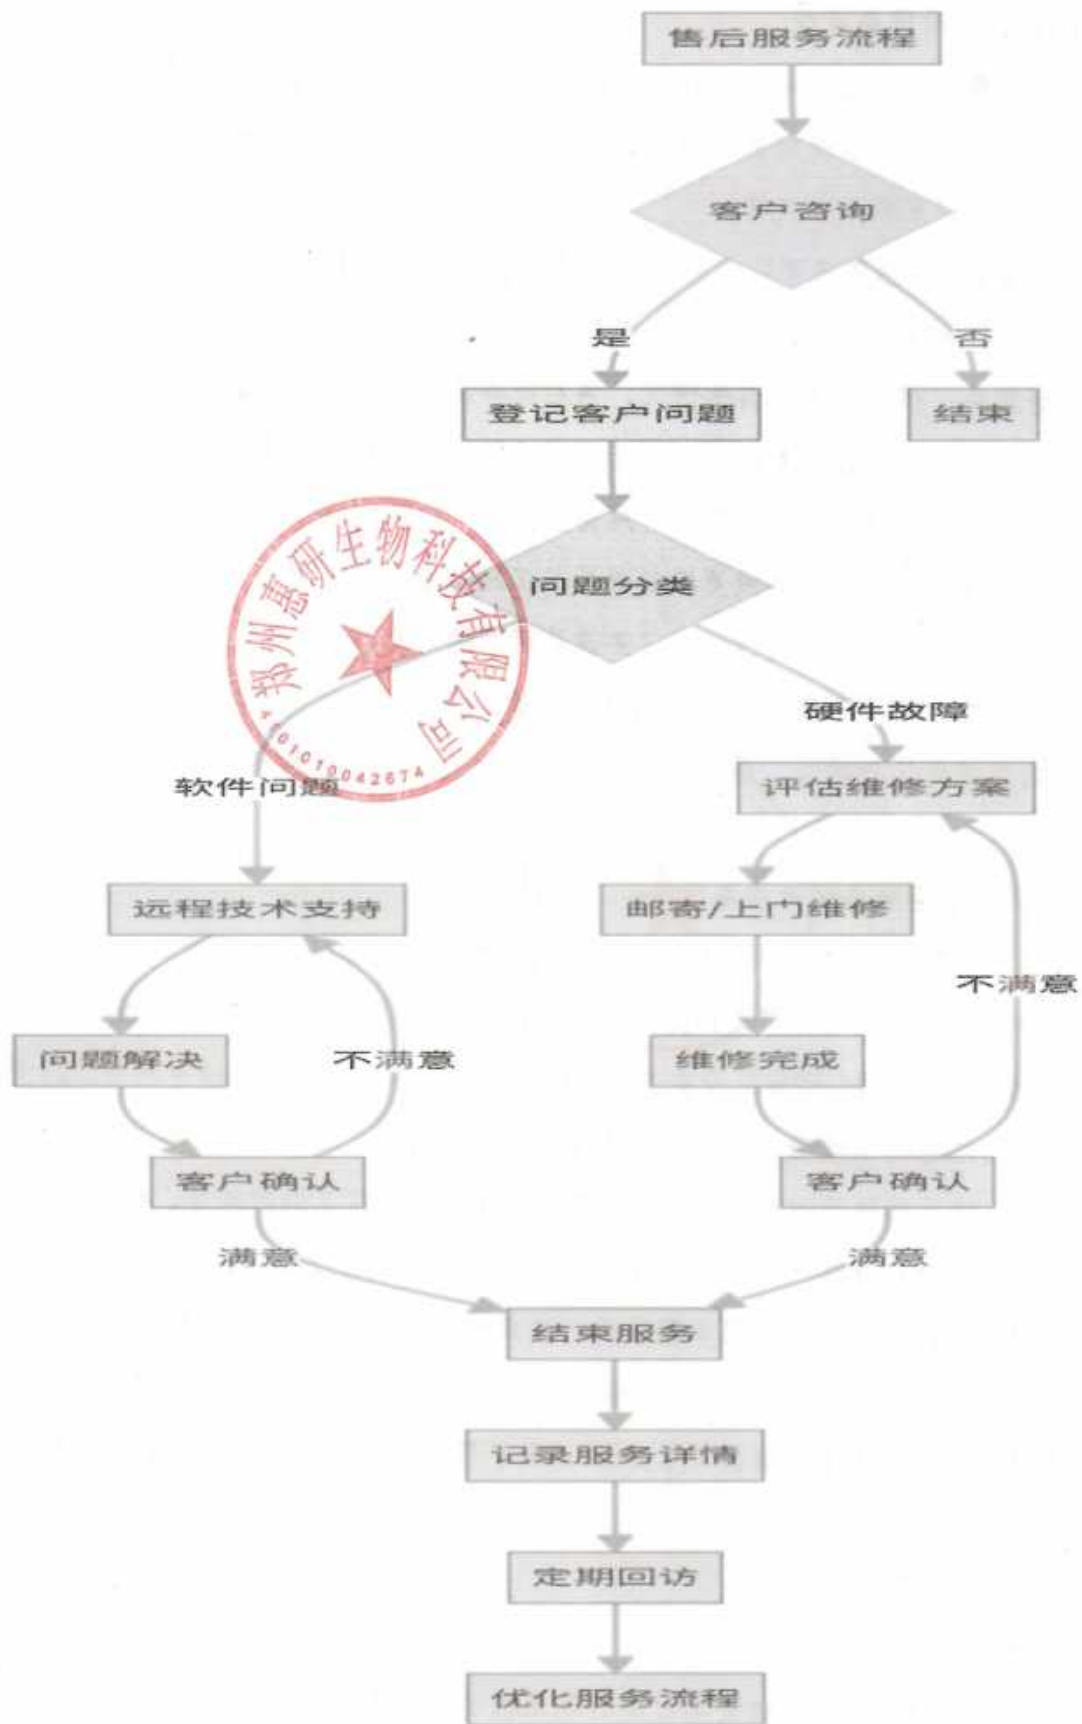 售后服务流程
客户咨询
是
否
登记客户问题
结束
郑州惠研生物科技有限公司
问题分类
硬件故障
4101010042674
软件问题
评估维修方案
远程技术支持
邮寄/上门维修
不满意
问题解决
不满意
维修完成
客户确认
客户确认
满意
满意
结束服务
记录服务详情
定期回访
优化服务流程